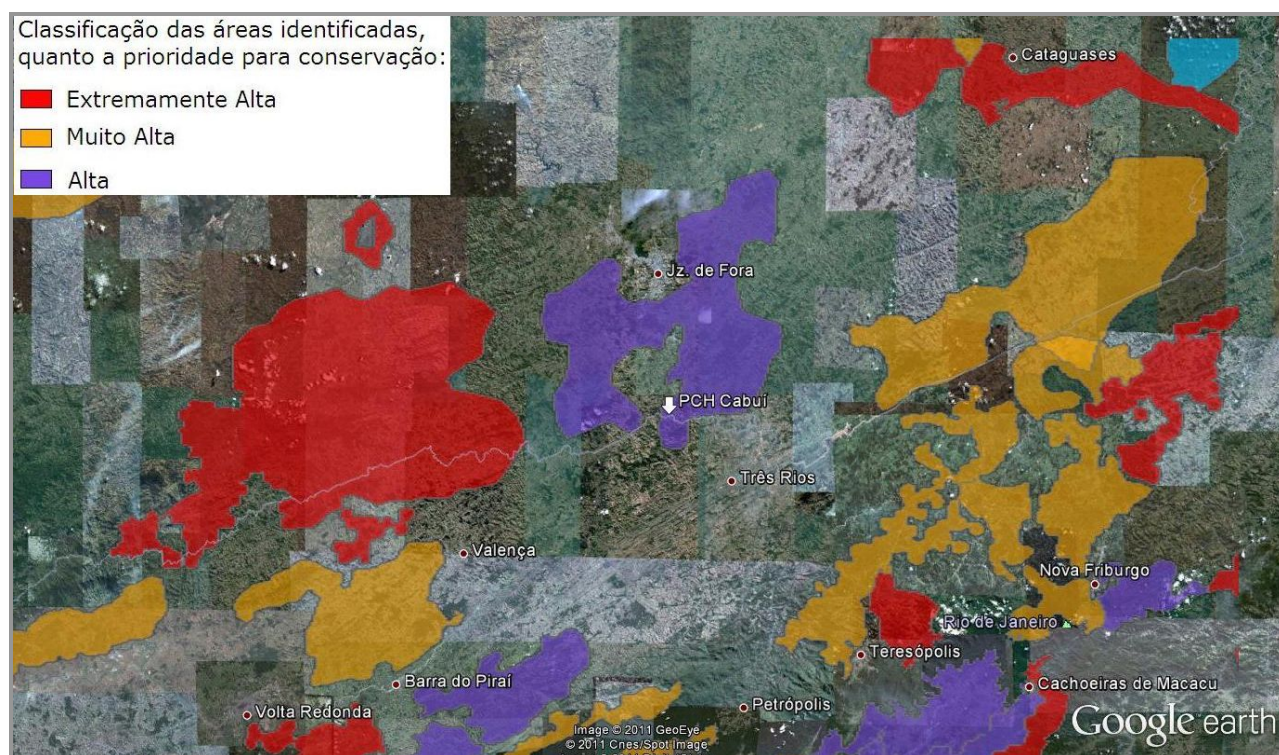 Classificação das áreas identificadas,
quanto a prioridade para conservação:
Extremamente Alta
Muito Alta
Alta
Cataguases
Jz. de Fora
PCH Cabuí
Três Rios
Valença
Nova Friburgo
Rio de Janeiro
Teresópolis
Barra do Piraí
Cachoeiras de Macacu
Volta Redonda
Petrópolis
Image © 2011 GeoEye
© 2011 Cnes/Spot Image
Google earth